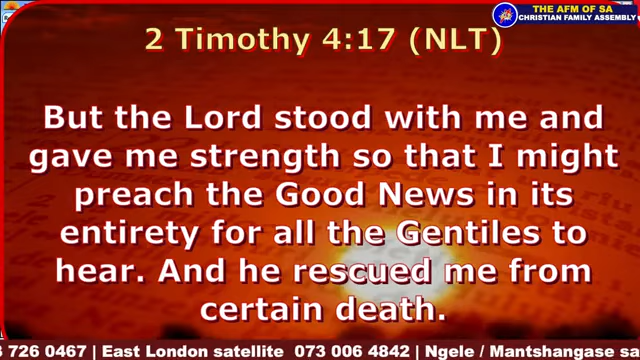 THE AFM OF SA
CHRISTIAN FAMILY ASSEMBLY
2 Timothy 4:17 (NLT)
But the Lord stood with me and
gave me strength so that I might
preach the Good News in its
entirety for all the Gentiles to
hear. And he rescued me from
certain death.
726 0467 | East London satellite 073 006 4842 | Ngele / Mantshangase